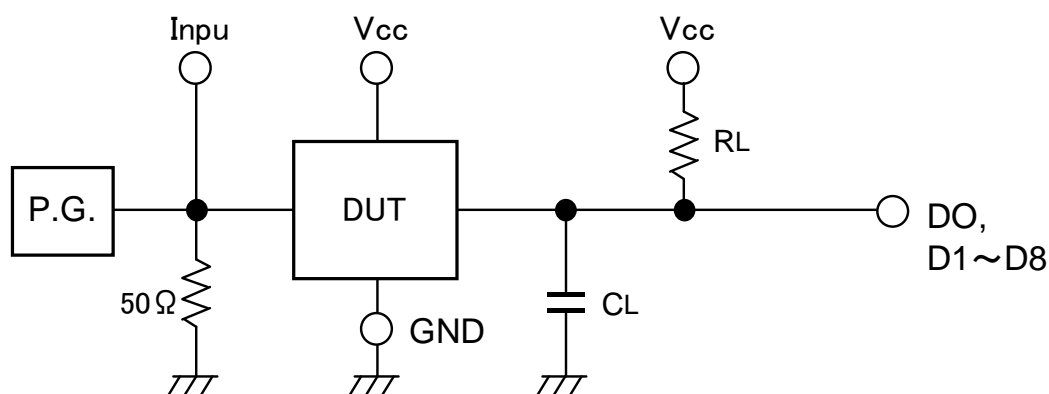 Inpu
Vcc
Vcc
RL
P.G.
DUT
DO,
D1～D8
50Ω
CL
GND